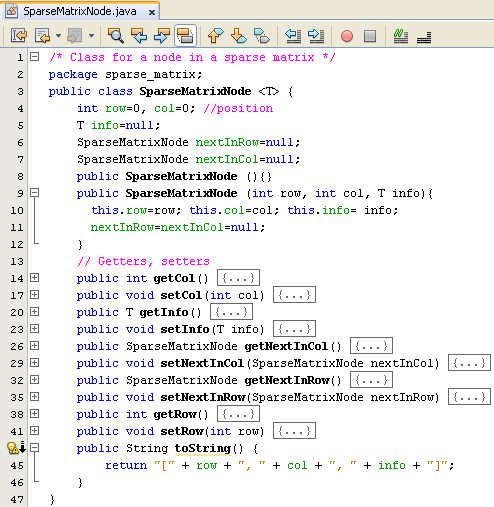 SparseMatrixNode.java x
1 /* Class for a node in a sparse matrix */
2 package sparse_matrix;
3 public class SparseMatrixNode <T> {
4 int row=0, col=0; //position
5 T info=null;
6 SparseMatrixNode nextInRow=null;
7 SparseMatrixNode nextInCol=null;
8 public SparseMatrixNode (){}
9 public SparseMatrixNode (int row, int col, T info){
10 this.row=row; this.col=col; this.info= info;
11 nextInRow=nextInCol=null;
12 }
13 // Getters, setters
14 public int getCol() {...}
17 public void setCol(int col) {...}
20 public T getInfo() {...}
23 public void setInfo(T info) {...}
26 public SparseMatrixNode getNextInCol() {...}
29 public void setNextInCol(SparseMatrixNode nextInCol) {...}
32 public SparseMatrixNode getNextInRow() {...}
35 public void setNextInRow(SparseMatrixNode nextInRow) {...}
38 public int getRow() {...}
41 public void setRow(int row) {...}
public String toString() {
45 return "[" + row + ", " + col + ", " + info + "]";
46 }
47 }